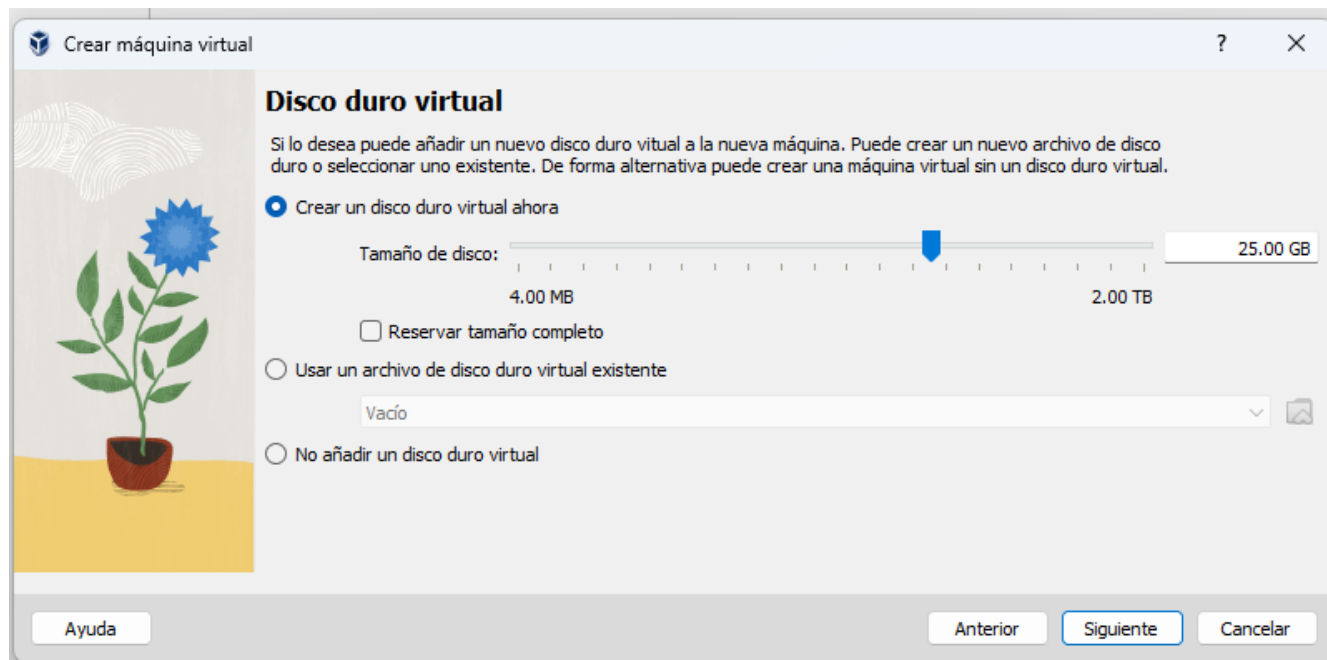 Crear máquina virtual
?
Disco duro virtual
Si lo desea puede añadir un nuevo disco duro vitual a la nueva máquina. Puede crear un nuevo archivo de disco
duro o seleccionar uno existente. De forma alternativa puede crear una máquina virtual sin un disco duro virtual.
Crear un disco duro virtual ahora
Tamaño de disco: 25.00 GB
4.00 MB 2.00 TB
Reservar tamaño completo
Usar un archivo de disco duro virtual existente
Vacío
No añadir un disco duro virtual
Ayuda Anterior Siguiente Cancelar